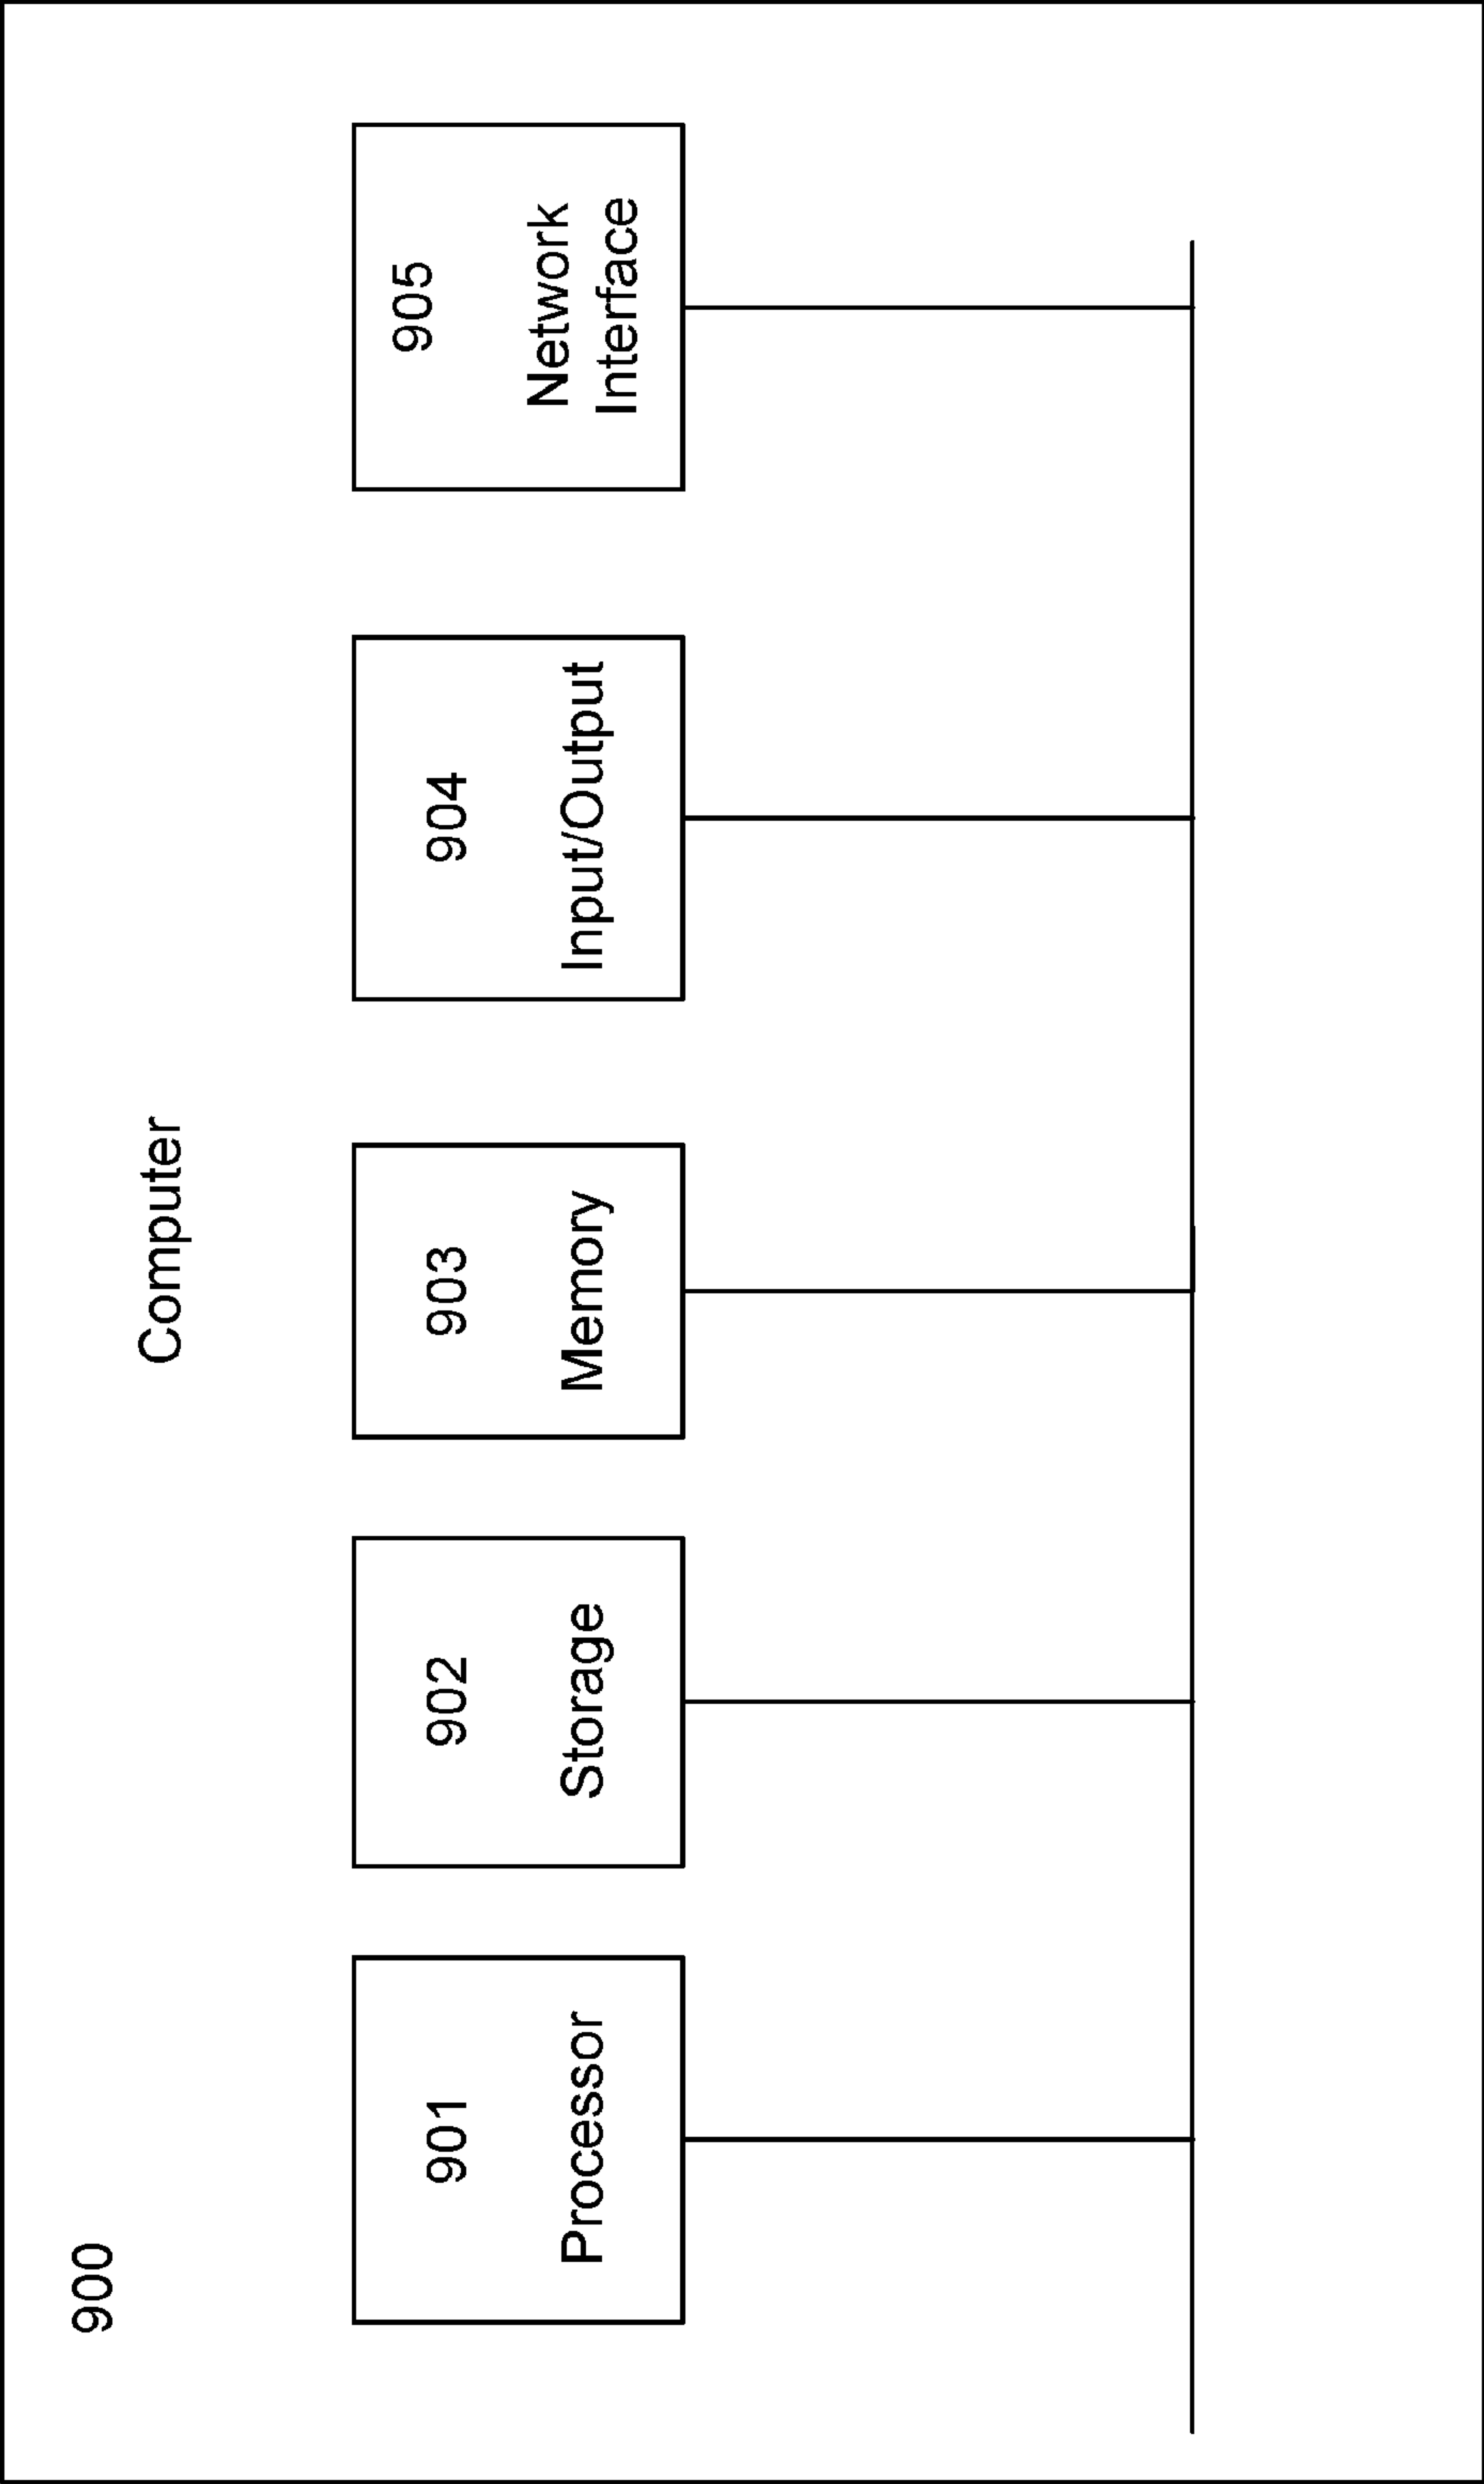 900
Computer
901
Processor
902
Storage
903
Memory
904
Input/Output
905
Network
Interface